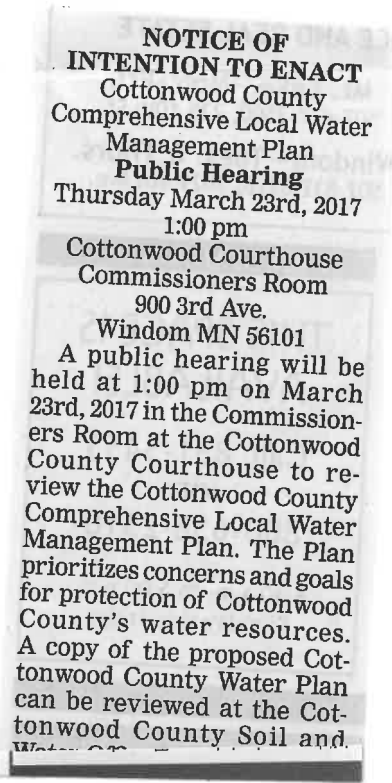 NOTICE OF
INTENTION TO ENACT
Cottonwood County
Comprehensive Local Water
Management Plan
Public Hearing
Thursday March 23rd, 2017
1:00 pm
Cottonwood Courthouse
Commissioners Room
900 3rd Ave.
Windom MN 56101
A public hearing will be
held at 1:00 pm on March
23rd, 2017 in the Commission-
ers Room at the Cottonwood
County Courthouse to re-
view the Cottonwood County
Comprehensive Local Water
Management Plan. The Plan
prioritizes concerns and goals
for protection of Cottonwood
County's water resources.
A copy of the proposed Cot-
tonwood County Water Plan
can be reviewed at the Cot-
tonwood County Soil and
Water